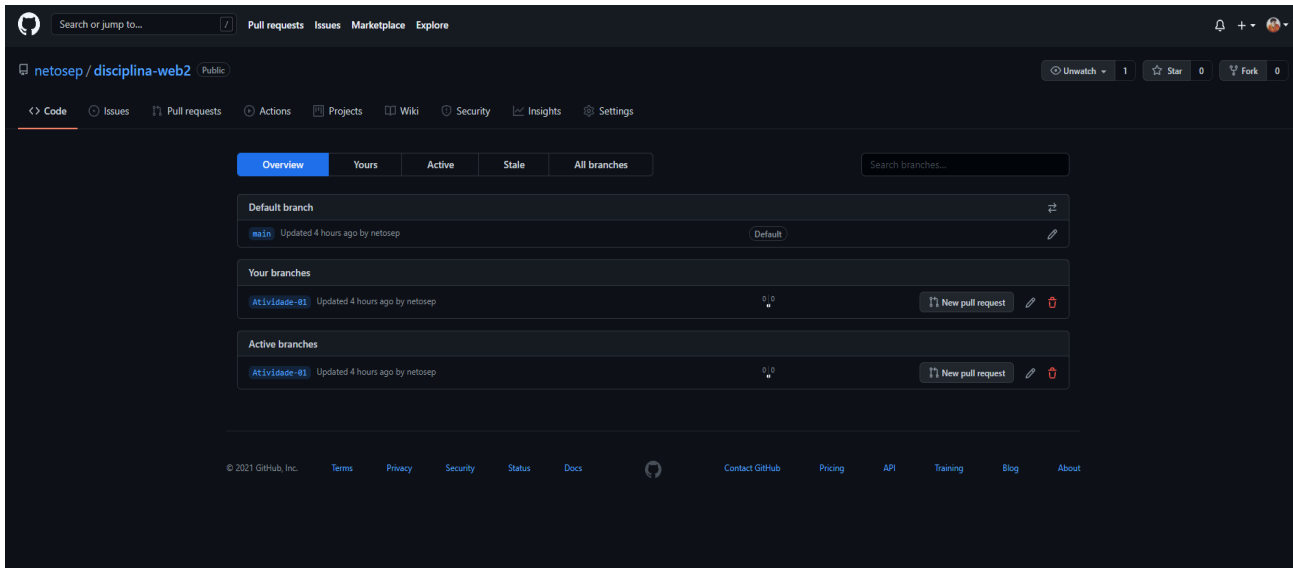 Search or jump to... / Pull requests Issues Marketplace Explore
netosep / disciplina-web2 Public Unwatch 1 Star 0 Fork 0
<> Code Issues Pull requests Actions Projects Wiki Security Insights Settings
Overview Yours Active Stale All branches Search branches...
Default branch
main Updated 4 hours ago by netosep Default
Your branches
Atividade-01 Updated 4 hours ago by netosep 0|0 New pull request
Active branches
Atividade-01 Updated 4 hours ago by netosep 0|0 New pull request
© 2021 GitHub, Inc. Terms Privacy Security Status Docs Contact GitHub Pricing API Training Blog About